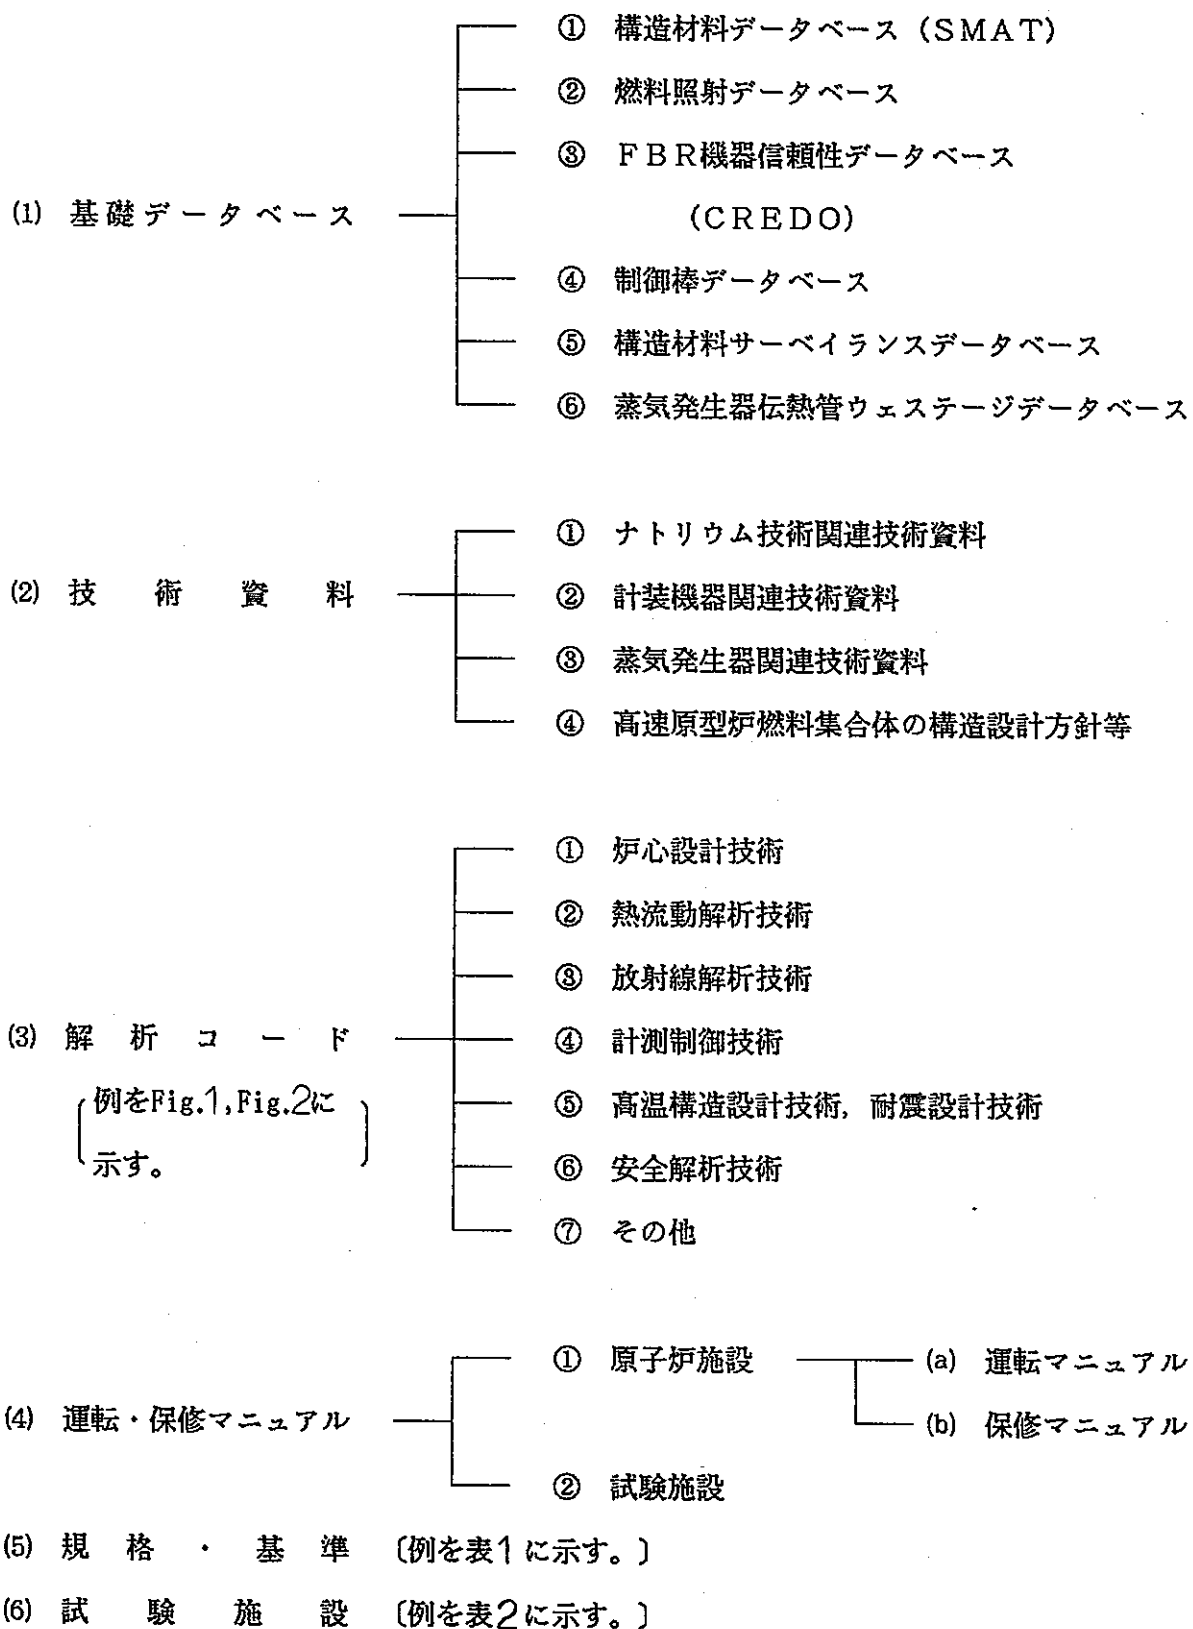 ① 構造材料データベース（SMAT）
② 燃料照射データベース
③ FBR機器信頼性データベース
(1) 基礎データベース
（CREDO）
④ 制御棒データベース
⑤ 構造材料サーベイランスデータベース
⑥ 蒸気発生器伝熱管ウェステージデータベース
① ナトリウム技術関連技術資料
(2) 技術資料
② 計装機器関連技術資料
③ 蒸気発生器関連技術資料
④ 高速原型炉燃料集合体の構造設計方針等
① 炉心設計技術
② 熱流動解析技術
③ 放射線解析技術
(3) 解析コード
④ 計測制御技術
例をFig.1,Fig.2に
示す。
⑤ 高温構造設計技術，耐震設計技術
⑥ 安全解析技術
⑦ その他
① 原子炉施設
(a) 運転マニュアル
(4) 運転・保修マニュアル
(b) 保修マニュアル
② 試験施設
(5) 規格・基準 〔例を表1に示す。〕
(6) 試験施設 〔例を表2に示す。〕